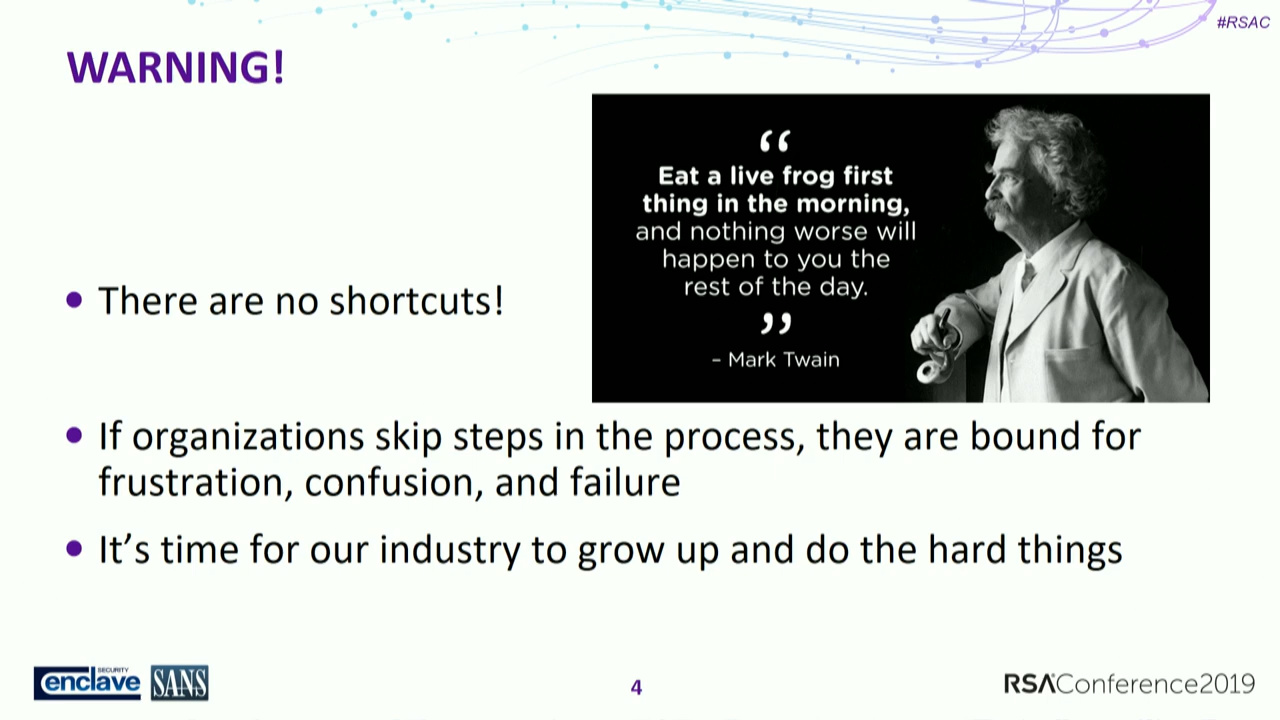 #RSAC
WARNING!
“
Eat a live frog first
thing in the morning,
and nothing worse will
happen to you the
rest of the day.
”
– Mark Twain
• There are no shortcuts!
• If organizations skip steps in the process, they are bound for
frustration, confusion, and failure
• It’s time for our industry to grow up and do the hard things
SECURITY
enclave
SANS
4
RSAConference2019